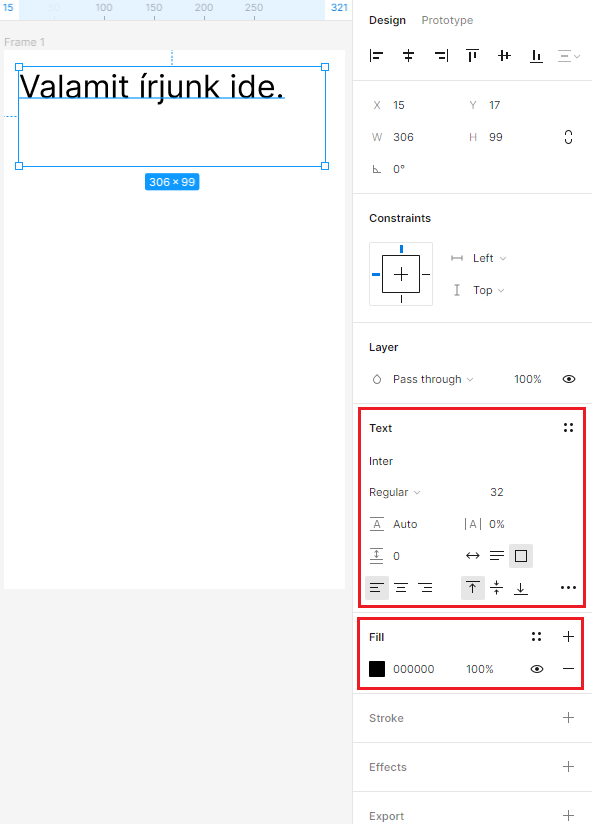 15
50
100
150
200
250
321
Frame 1
Valamit írjunk ide.
306 × 99
Design Prototype
X 15 Y 17
W 306 H 99
0°
Constraints
Left
Top
Layer
Pass through 100%
Text
Inter
Regular 32
A Auto |A| 0%
0
Fill
000000 100%
Stroke
Effects
Export